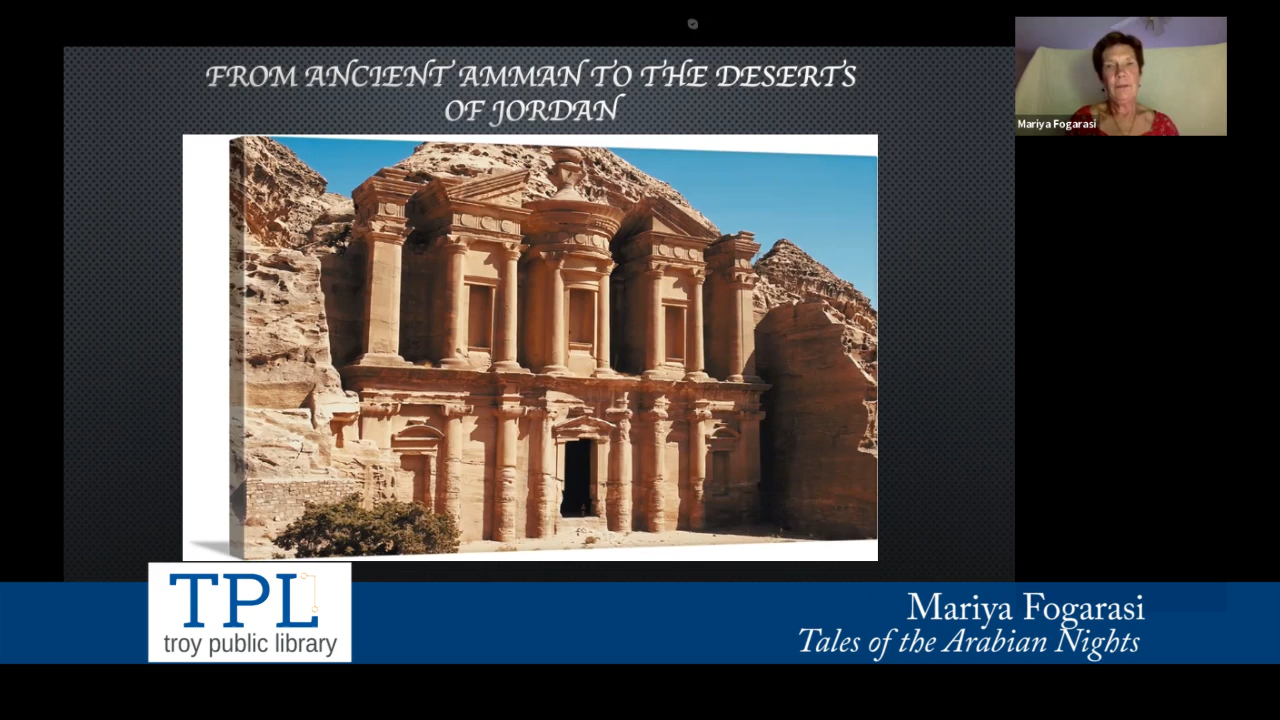 FROM ANCIENT AMMAN TO THE DESERTS
OF JORDAN
Mariya Fogarasi
TPL
troy public library
Mariya Fogarasi
Tales of the Arabian Nights